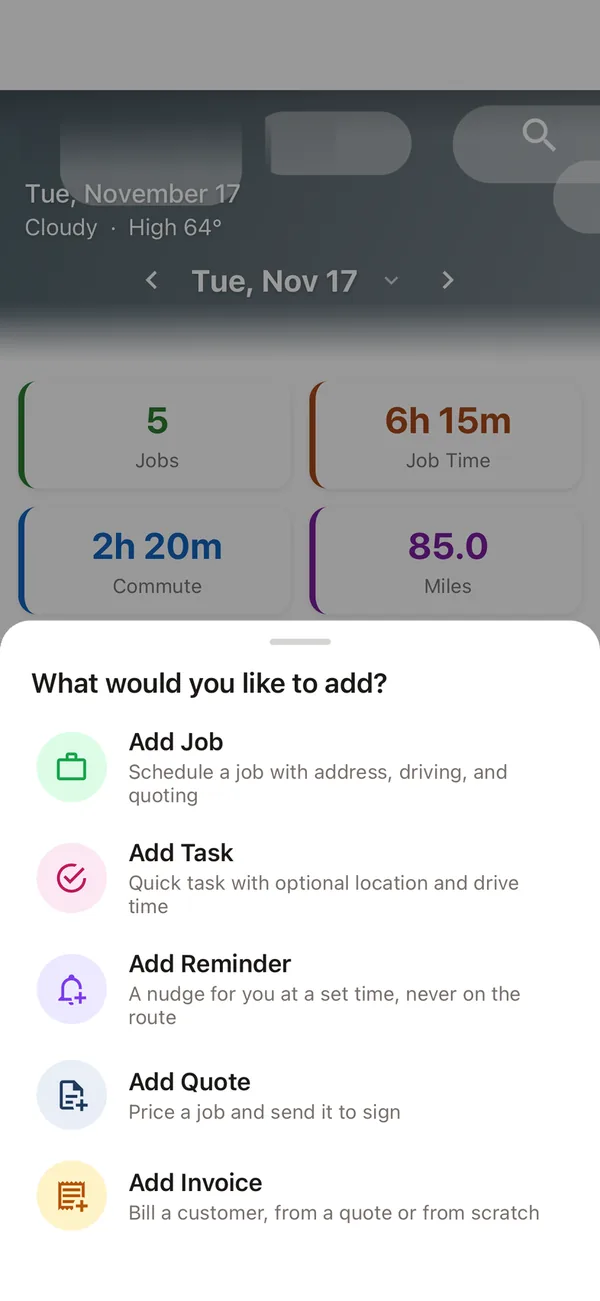 Tue, November 17
Cloudy · High 64°
Tue, Nov 17
5
Jobs
6h 15m
Job Time
2h 20m
Commute
85.0
Miles
What would you like to add?
Add Job
Schedule a job with address, driving, and
quoting
Add Task
Quick task with optional location and drive
time
Add Reminder
A nudge for you at a set time, never on the
route
Add Quote
Price a job and send it to sign
Add Invoice
Bill a customer, from a quote or from scratch